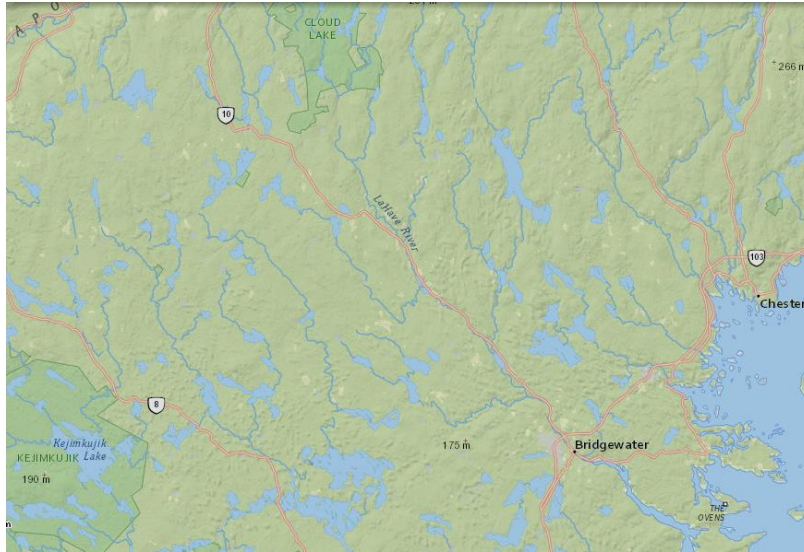 CLOUD
LAKE
266 m
10
LaHave River
103
Chester
8
Kejimkujik
Lake
KEJIMKUJIK
190 m
175 m
Bridgewater
THE
OVENS
m